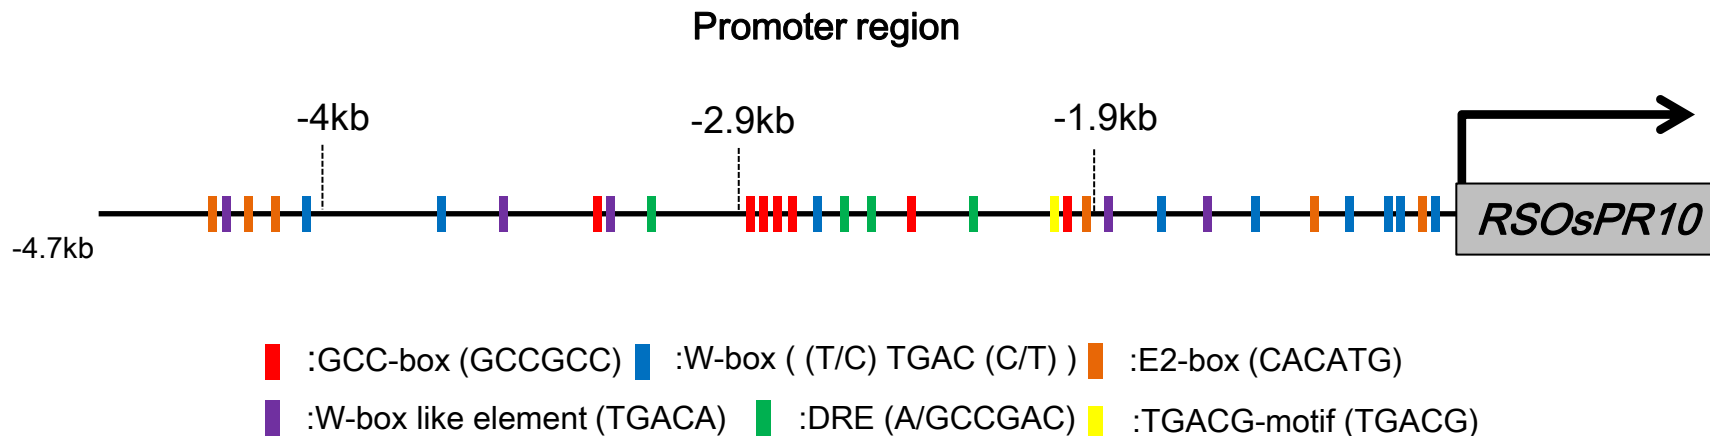 Promoter region
-4kb
-2.9kb
-1.9kb
-4.7kb
RSOsPR10
:GCC-box (GCCGCC)
:W-box ( (T/C) TGAC (C/T) )
:E2-box (CACATG)
:W-box like element (TGACA)
:DRE (A/GCCGAC)
:TGACG-motif (TGACG)